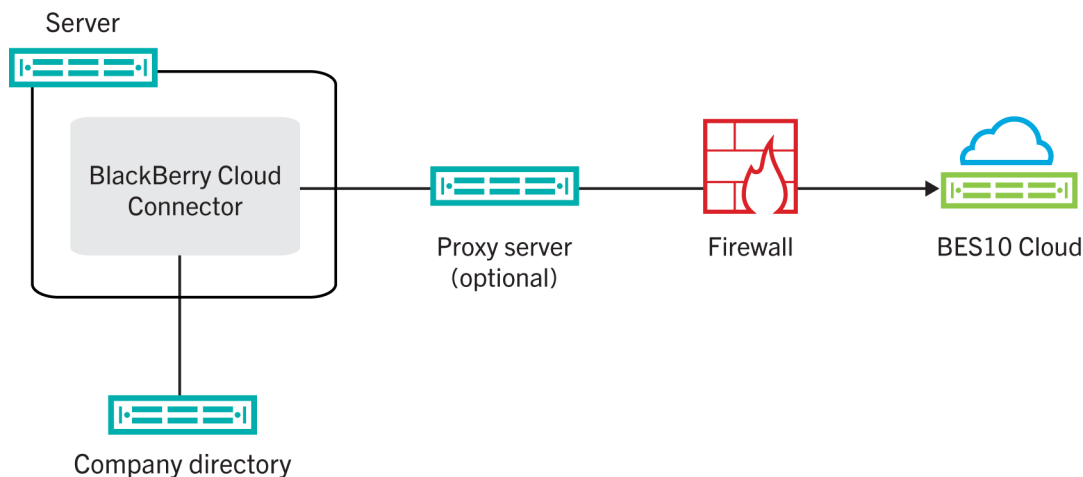 Server
BlackBerry Cloud
Connector
Proxy server
(optional)
Firewall
BES10 Cloud
Company directory